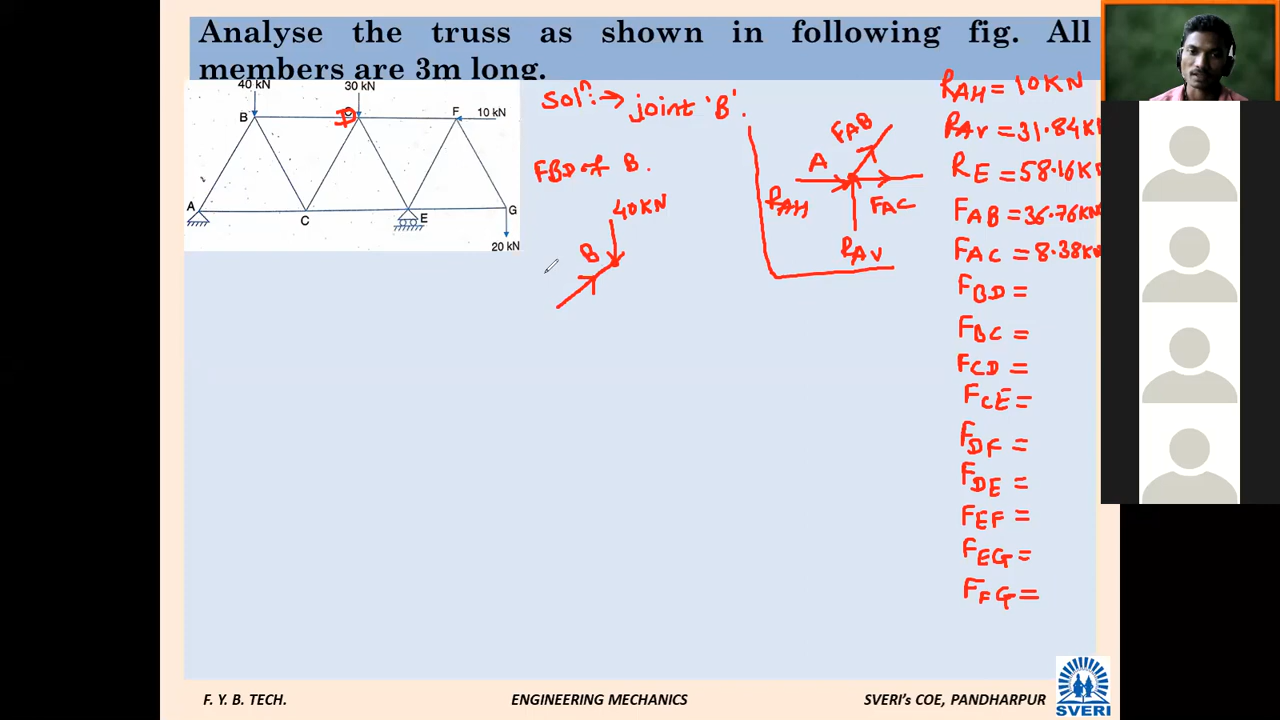 Analyse the truss as shown in following fig. All
members are 3m long.
40 kN
30 kN
B
D
F
10 kN
A
C
E
G
20 kN
Solⁿ:→ joint 'B'.
FBD of B.
40KN
B
FAB
A
RAH
FAC
RAV
RAH = 10KN
RAV = 31.84K
RE = 58.16K
FAB = 36.76KN
FAC = 8.38KN
FBD =
FBC =
FCD =
FCE =
FDF =
FDE =
FEF =
FEG =
FFG =
F. Y. B. TECH.
ENGINEERING MECHANICS
SVERI's COE, PANDHARPUR
SVERI